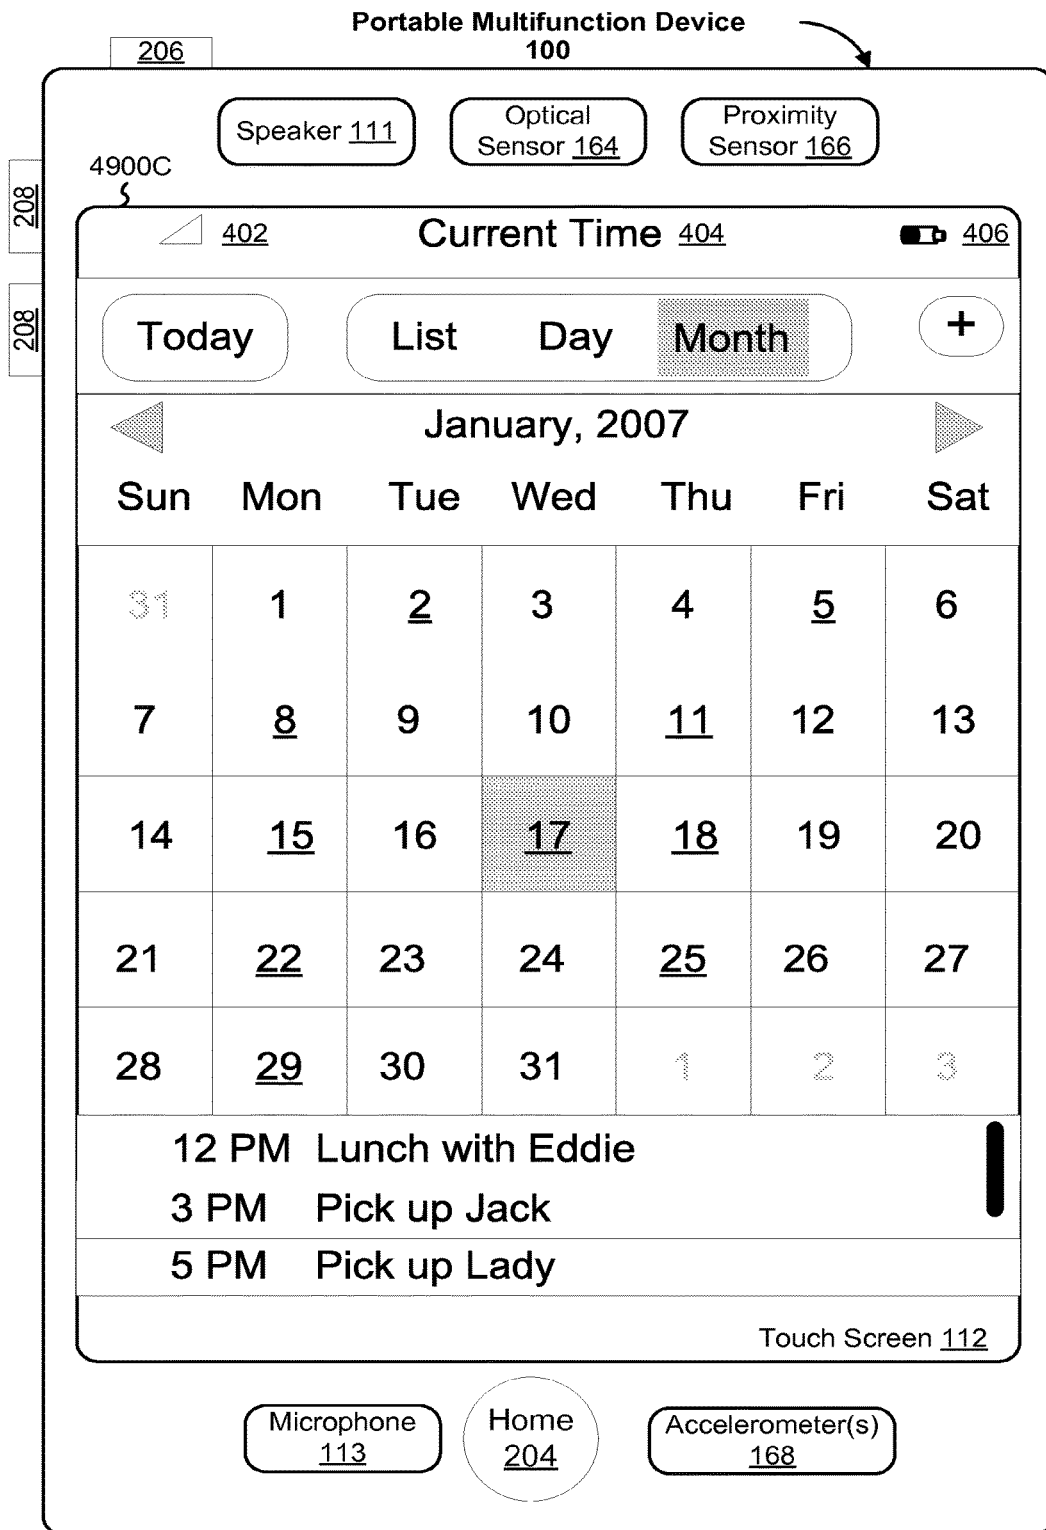 Portable Multifunction Device
100
206
Speaker 111
Optical
Sensor 164
Proximity
Sensor 166
4900C
208
208
402
Current Time 404
406
Today
List Day Month
+
January, 2007
Sun Mon Tue Wed Thu Fri Sat
31 1 2 3 4 5 6
7 8 9 10 11 12 13
14 15 16 17 18 19 20
21 22 23 24 25 26 27
28 29 30 31 1 2 3
12 PM Lunch with Eddie
3 PM Pick up Jack
5 PM Pick up Lady
Touch Screen 112
Microphone
113
Home
204
Accelerometer(s)
168